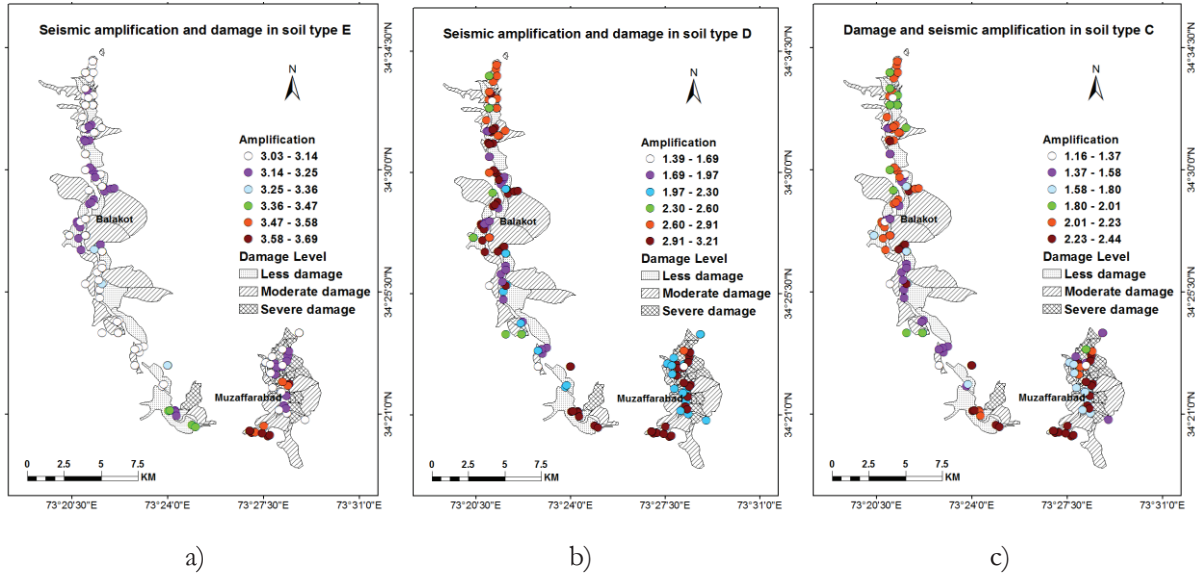 Seismic amplification and damage in soil type E
N
Amplification
3.03 - 3.14
3.14 - 3.25
3.25 - 3.36
3.36 - 3.47
3.47 - 3.58
3.58 - 3.69
Damage Level
Less damage
Moderate damage
Severe damage
Balakot
Muzaffarabad
0 2.5 5 7.5
KM
34°34'30"N
34°30'0"N
34°25'30"N
34°21'0"N
73°20'30"E 73°24'0"E 73°27'30"E 73°31'0"E
a)
Seismic amplification and damage in soil type D
N
Amplification
1.39 - 1.69
1.69 - 1.97
1.97 - 2.30
2.30 - 2.60
2.60 - 2.91
2.91 - 3.21
Damage Level
Less damage
Moderate damage
Severe damage
Balakot
Muzaffarabad
0 2.5 5 7.5
KM
34°34'30"N
34°30'0"N
34°25'30"N
34°21'0"N
73°20'30"E 73°24'0"E 73°27'30"E 73°31'0"E
b)
Damage and seismic amplification in soil type C
N
Amplification
1.16 - 1.37
1.37 - 1.58
1.58 - 1.80
1.80 - 2.01
2.01 - 2.23
2.23 - 2.44
Damage Level
Less damage
Moderate damage
Severe damage
Balakot
Muzaffarabad
0 2.5 5 7.5
KM
34°34'30"N
34°30'0"N
34°25'30"N
34°21'0"N
73°20'30"E 73°24'0"E 73°27'30"E 73°31'0"E
c)